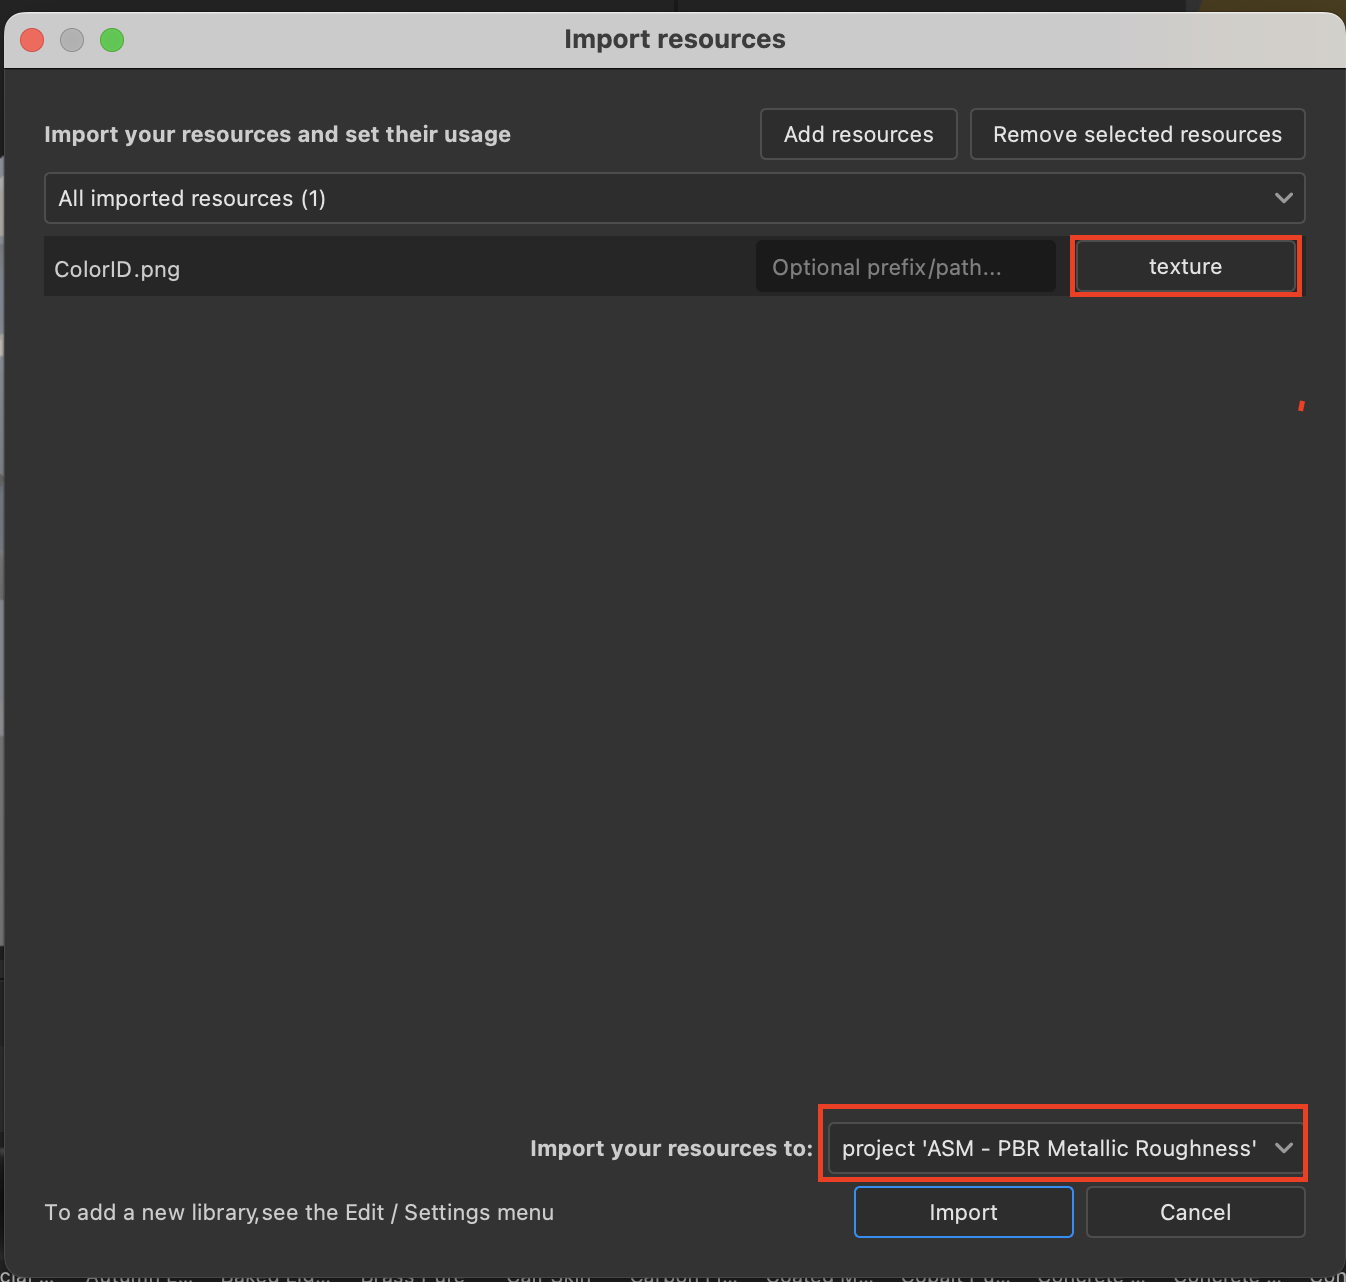 Import resources
Import your resources and set their usage
Add resources
Remove selected resources
All imported resources (1)
ColorID.png
Optional prefix/path...
texture
Import your resources to:
project 'ASM - PBR Metallic Roughness'
To add a new library,see the Edit / Settings menu
Import
Cancel